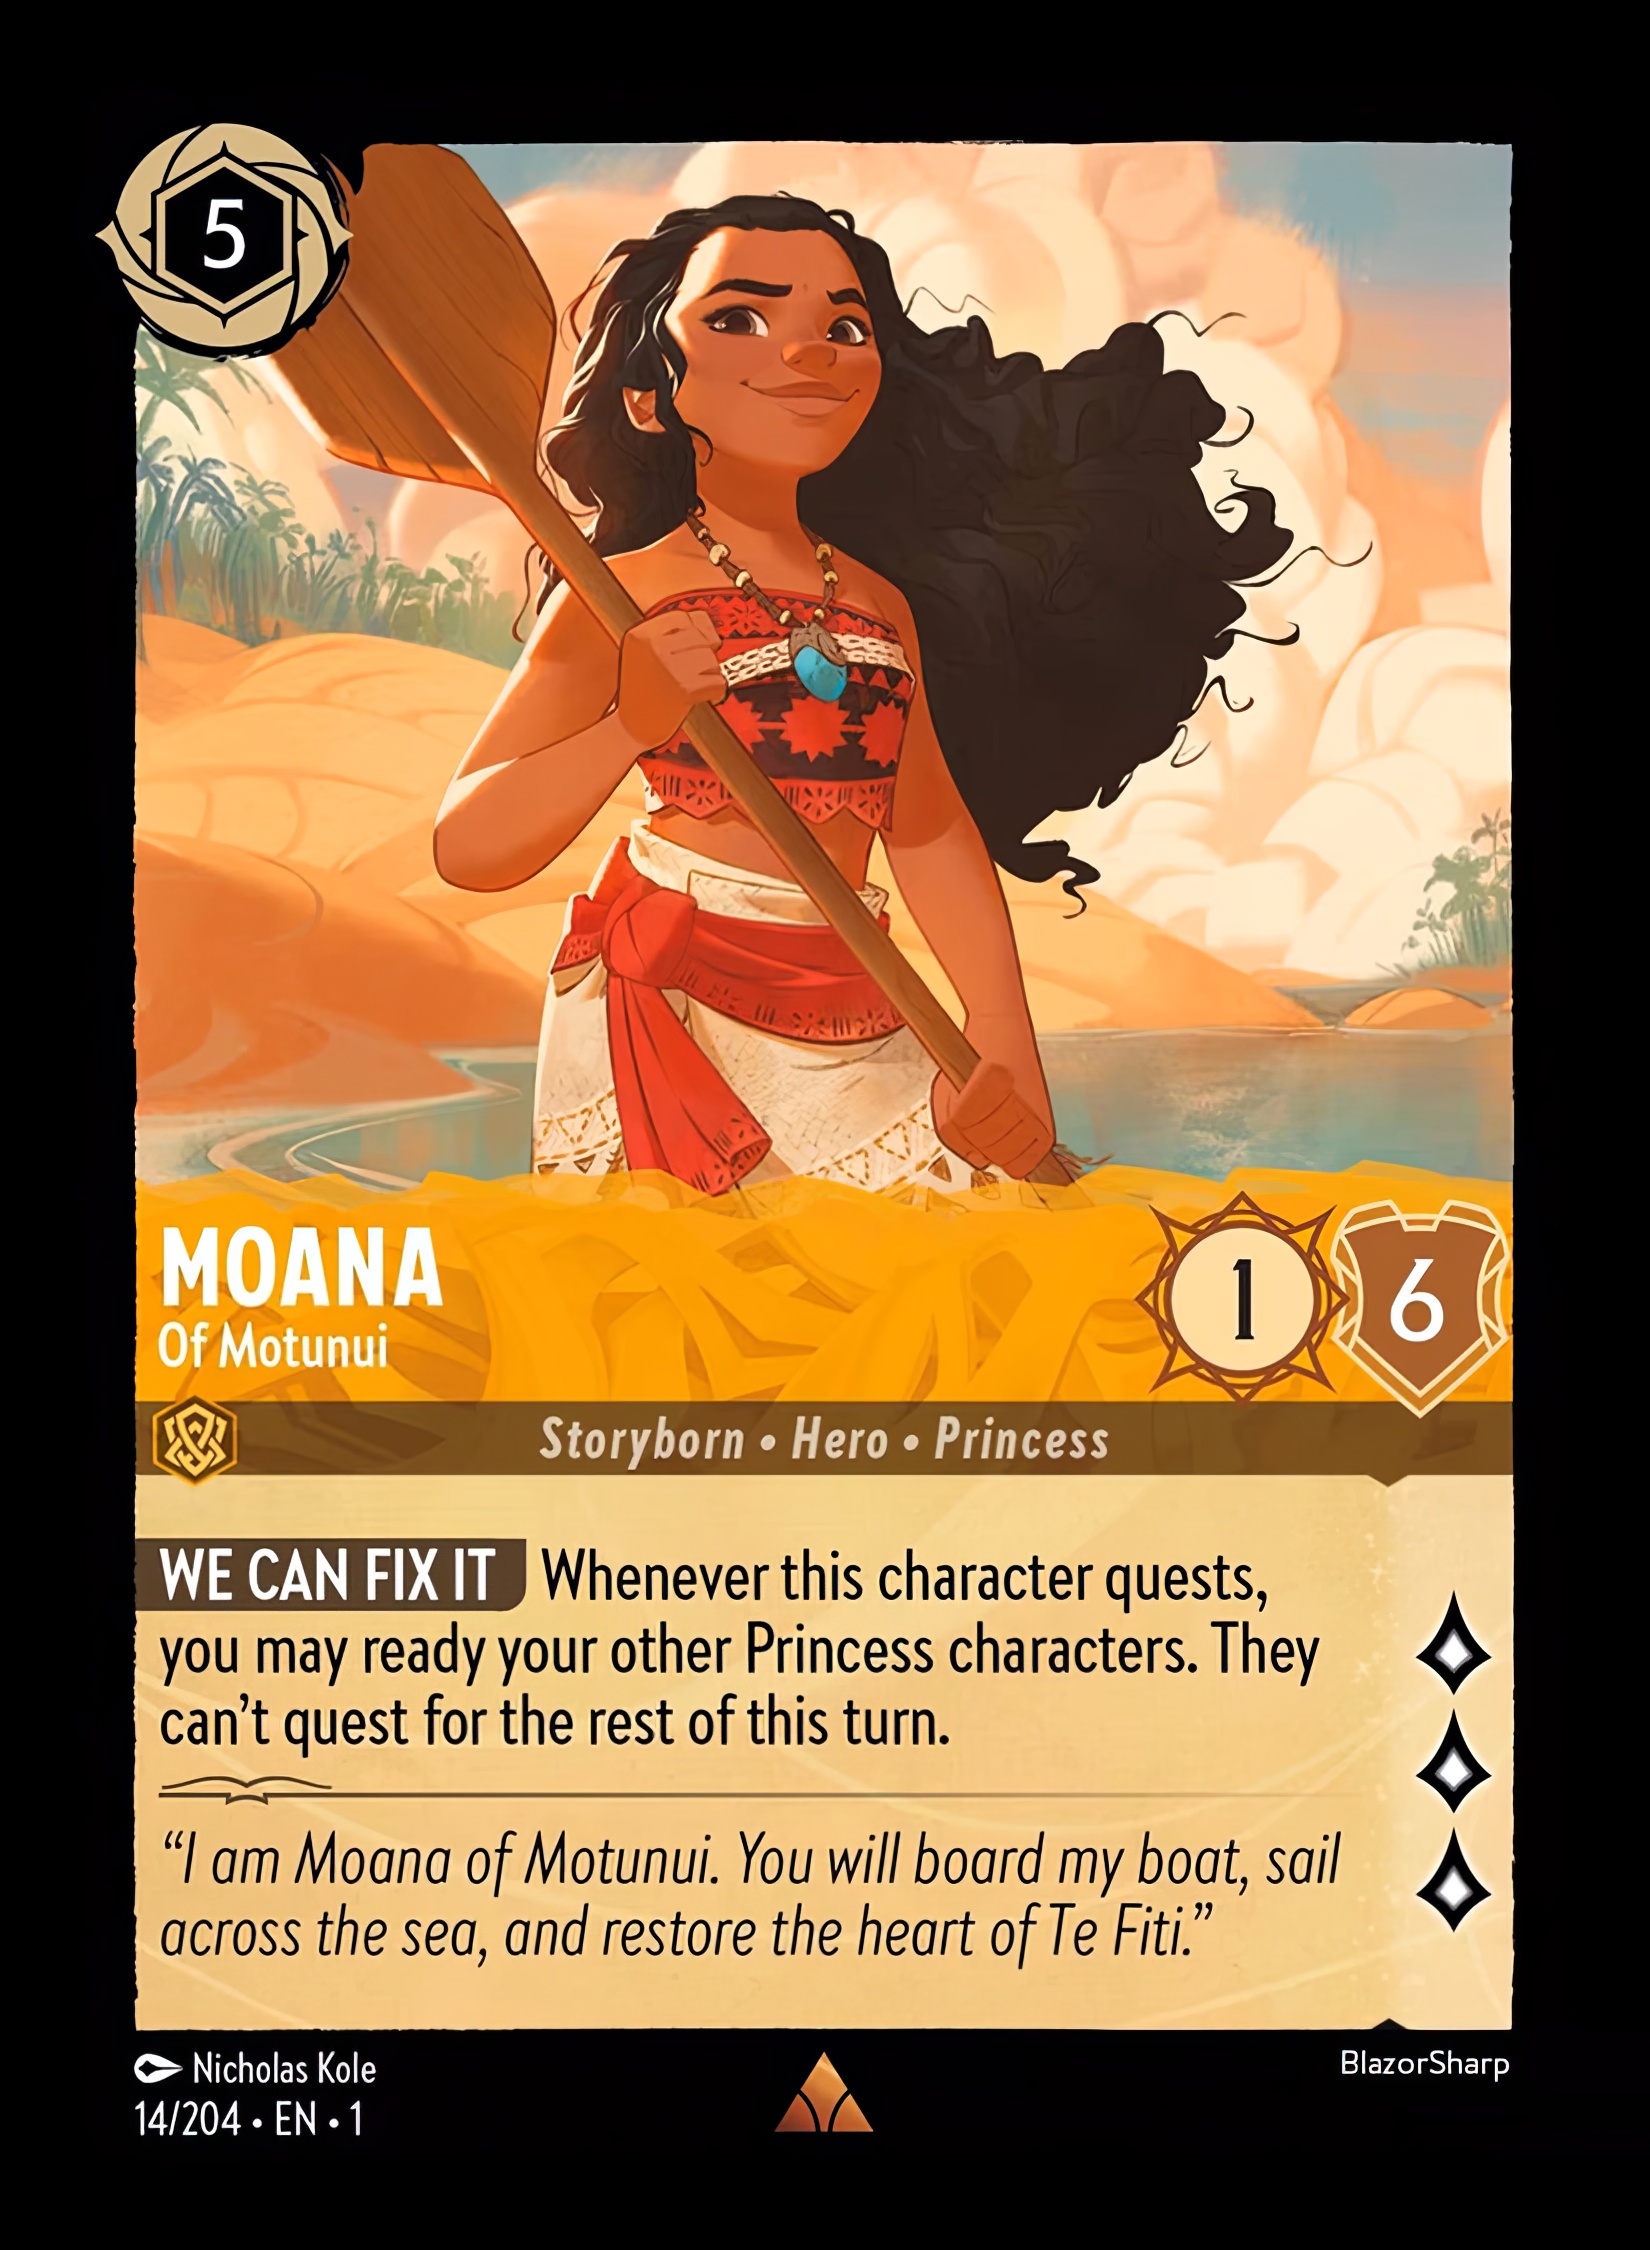 5
MOANA
Of Motunui
1
6
Storyborn • Hero • Princess
WE CAN FIX IT Whenever this character quests,
you may ready your other Princess characters. They
can’t quest for the rest of this turn.
“I am Moana of Motunui. You will board my boat, sail
across the sea, and restore the heart of Te Fiti.”
Nicholas Kole
BlazorSharp
14/204 • EN • 1